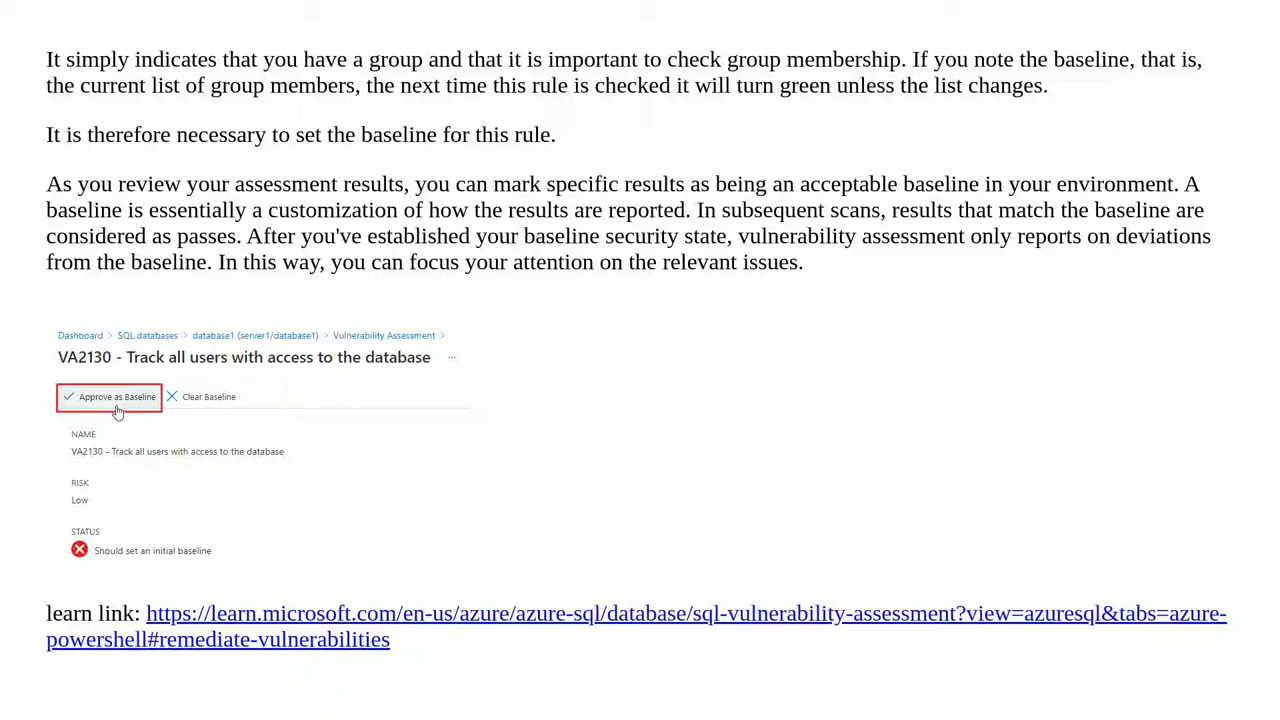 It simply indicates that you have a group and that it is important to check group membership. If you note the baseline, that is,
the current list of group members, the next time this rule is checked it will turn green unless the list changes.
It is therefore necessary to set the baseline for this rule.
As you review your assessment results, you can mark specific results as being an acceptable baseline in your environment. A
baseline is essentially a customization of how the results are reported. In subsequent scans, results that match the baseline are
considered as passes. After you've established your baseline security state, vulnerability assessment only reports on deviations
from the baseline. In this way, you can focus your attention on the relevant issues.
Dashboard > SQL databases > database1 (server1/database1) > Vulnerability Assessment >
VA2130 - Track all users with access to the database ...
Approve as Baseline Clear Baseline
NAME
VA2130 - Track all users with access to the database
RISK
Low
STATUS
Should set an initial baseline
learn link: https://learn.microsoft.com/en-us/azure/azure-sql/database/sql-vulnerability-assessment?view=azuresql&tabs=azure-
powershell#remediate-vulnerabilities